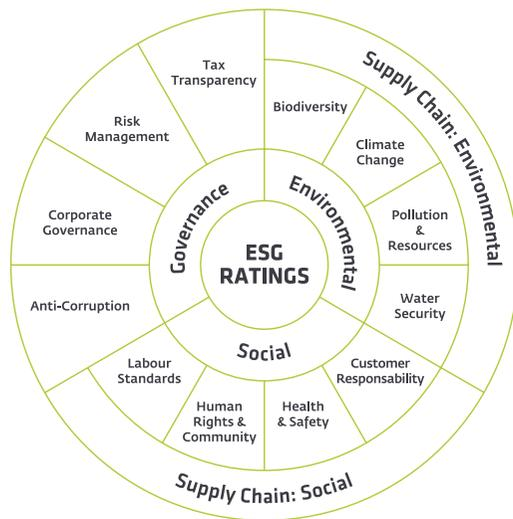 Tax
Transparency
Supply Chain: Environmental
Biodiversity
Risk
Management
Climate
Change
Governance
Environmental
Corporate
Governance
Pollution
&
Resources
ESG
RATINGS
Anti-Corruption
Water
Security
Social
Labour
Standards
Customer
Responsability
Human
Rights &
Community
Health
& Safety
Supply Chain: Social